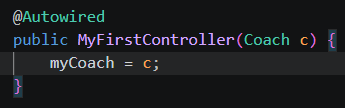 @Autowired
public MyFirstController(Coach c) {
    myCoach = c;
}